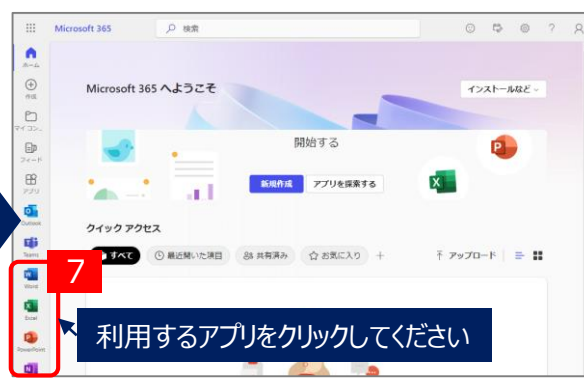 Microsoft 365
検索
?
ホーム
作成
マイ コン...
フィード
アプリ
Outlook
Teams
Word
Excel
PowerPoint
Microsoft 365 へようこそ
インストールなど
開始する
新規作成
アプリを探索する
クイック アクセス
すべて
最近開いた項目
共有済み
お気に入り
+
アップロード
7
利用するアプリをクリックしてください